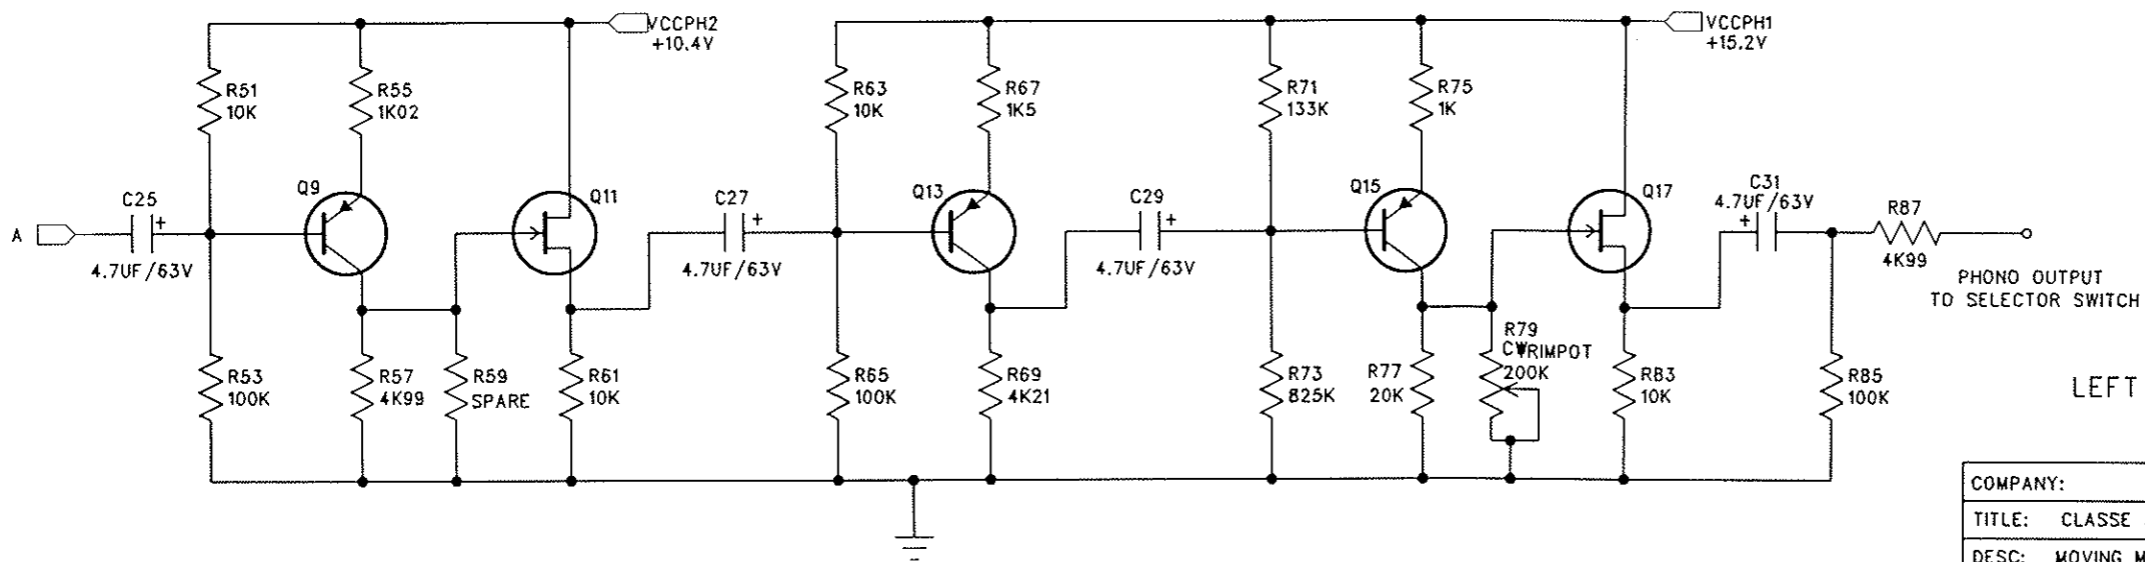 VCCPH2
+10.4V
VCCPH1
+15.2V
R51
10K
R55
1K02
R63
10K
R67
1K5
R71
133K
R75
1K
A
C25
4.7UF/63V
Q9
Q11
C27
4.7UF/63V
Q13
C29
4.7UF/63V
Q15
Q17
C31
4.7UF/63V
R87
4K99
PHONO OUTPUT
TO SELECTOR SWITCH
R53
100K
R57
4K99
R59
SPARE
R61
10K
R65
100K
R69
4K21
R73
825K
R77
20K
R79
CW
TRIMPOT
200K
R83
10K
R85
100K
LEFT
COMPANY:
TITLE: CLASSE
DESC: MOVING M